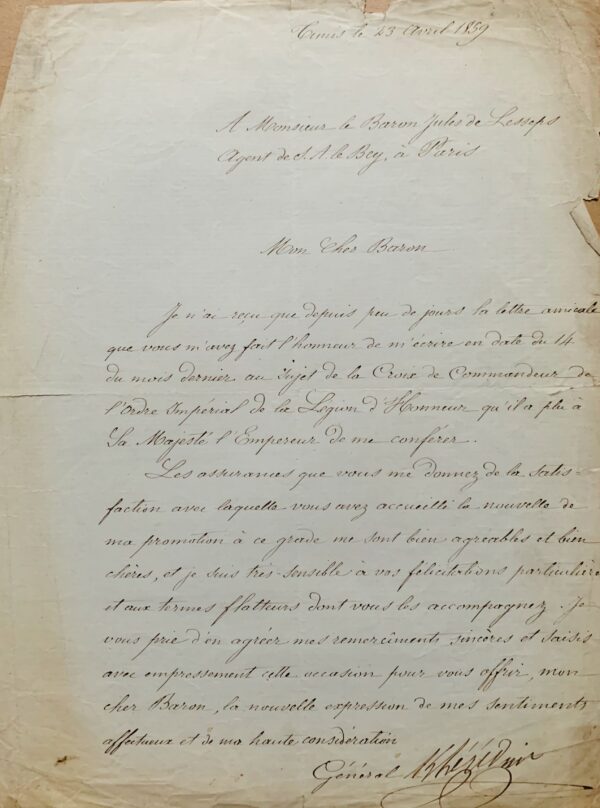 Tunis le 23 Avril 1859
A Monsieur le Baron Jules de Lesseps
Agent de S. A. le Bey, à Paris
Mon Cher Baron
Je n'ai reçu que depuis peu de jours la lettre amicale
que vous m'avez fait l'honneur de m'écrire en date du 14
du mois dernier au Sujet de la Croix de Commandeur de
l'Ordre Impérial de la Légion d'Honneur qu'il a plu à
Sa Majesté l'Empereur de me conférer.
Les assurances que vous me donnez de la satis-
faction avec laquelle vous avez accueilli la nouvelle de
ma promotion à ce grade me sont bien agréables et bien
chères, et je suis très-sensible à vos félicitations particulière
et aux termes flatteurs dont vous les accompagnez. Je
vous prie d'en agréer mes remerciments sincères et saisis
avec empressement cette occasion pour vous offrir, mon
cher Baron, la nouvelle expression de mes sentiments
affectueux et de ma haute considération
Général Khérédin